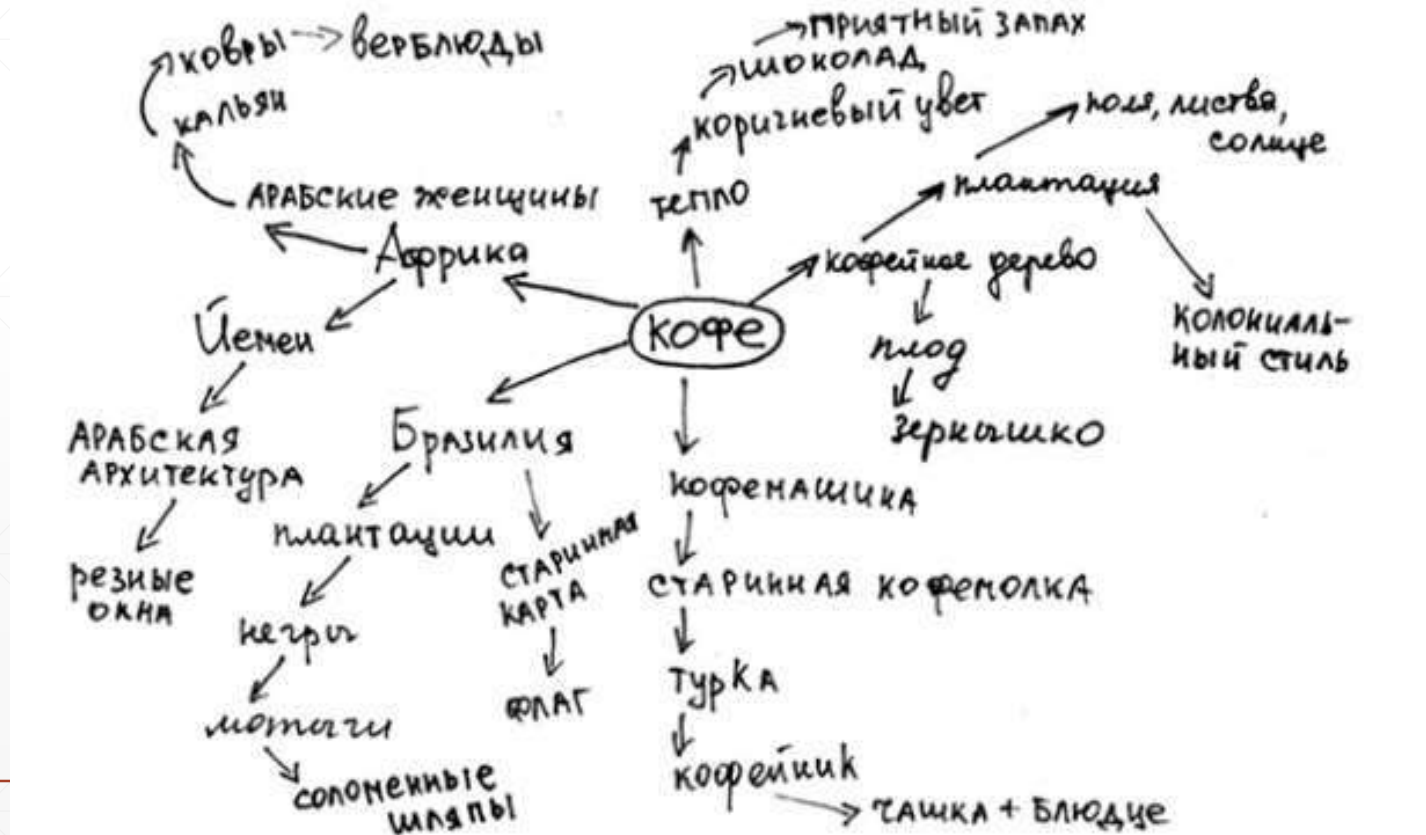 ковры
верблюды
кальян
арабские женщины
Африка
Йемен
арабская
архитектура
резные
окна
приятный запах
шоколад
коричневый цвет
тепло
поля, листва,
солнце
плантация
кофейное дерево
колониаль-
ный стиль
плод
зернышко
кофе
Бразилия
плантации
негры
мотыги
соломенные
шляпы
старинная
карта
флаг
кофемашина
старинная кофемолка
турка
кофейник
чашка + блюдце